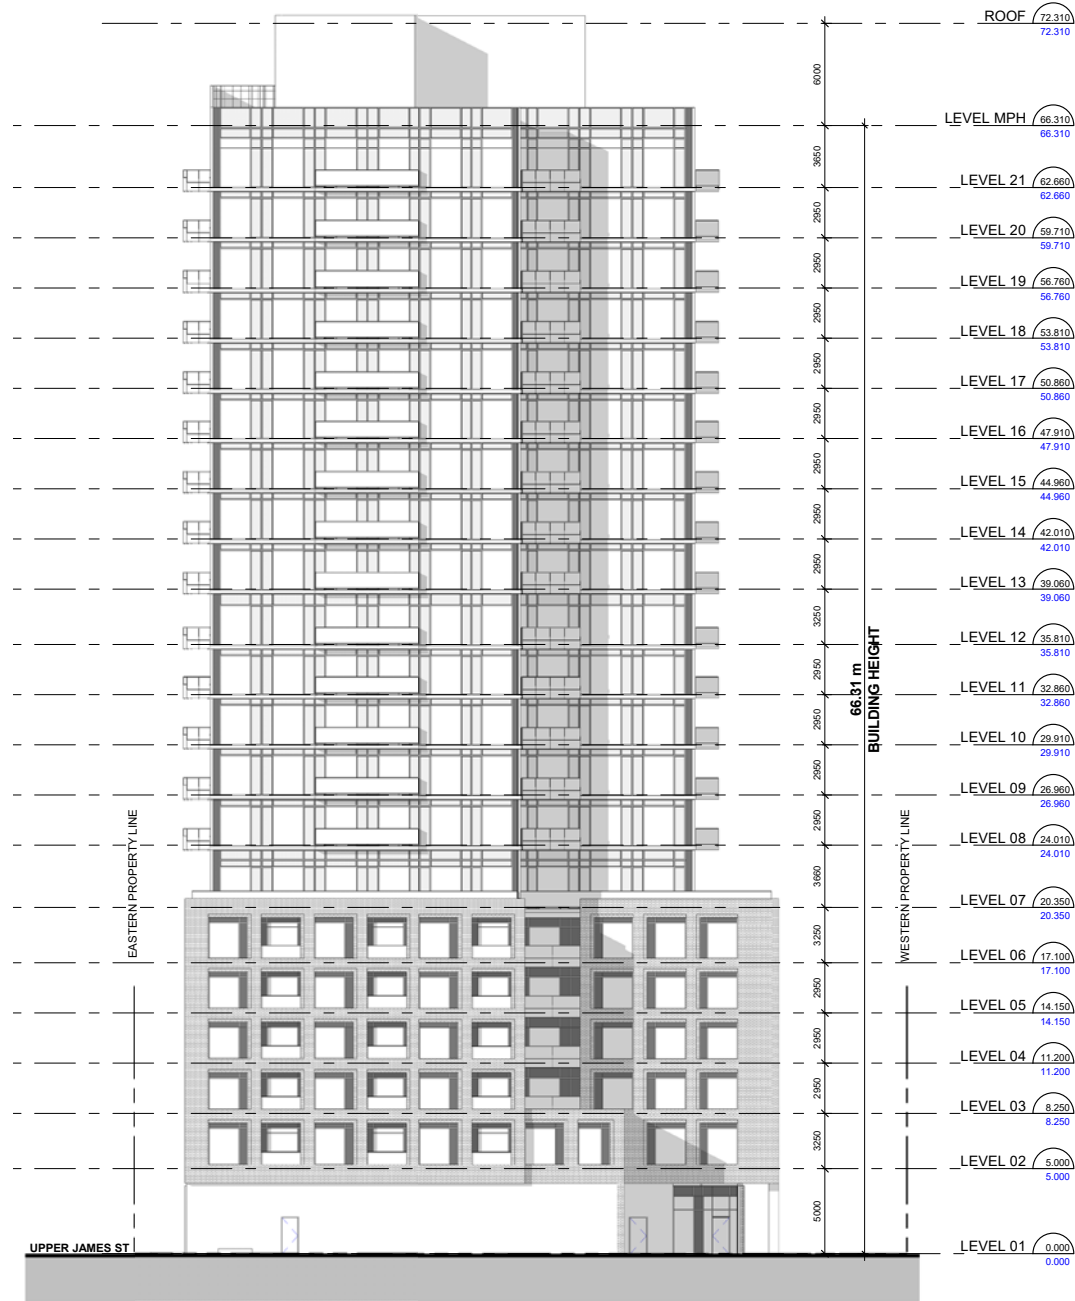 ROOF 72.310
72.310
6000
LEVEL MPH 66.310
66.310
3650
LEVEL 21 62.660
62.660
2950
LEVEL 20 59.710
59.710
2950
LEVEL 19 56.760
56.760
2950
LEVEL 18 53.810
53.810
2950
LEVEL 17 50.860
50.860
2950
LEVEL 16 47.910
47.910
2950
LEVEL 15 44.960
44.960
2950
LEVEL 14 42.010
42.010
2950
LEVEL 13 39.060
39.060
3250
LEVEL 12 35.810
35.810
2950
LEVEL 11 32.860
32.860
66.31 m
BUILDING HEIGHT
2950
LEVEL 10 29.910
29.910
2950
LEVEL 09 26.960
26.960
2950
LEVEL 08 24.010
24.010
EASTERN PROPERTY LINE
WESTERN PROPERTY LINE
3660
LEVEL 07 20.350
20.350
3250
LEVEL 06 17.100
17.100
2950
LEVEL 05 14.150
14.150
2950
LEVEL 04 11.200
11.200
2950
LEVEL 03 8.250
8.250
3250
LEVEL 02 5.000
5.000
5000
UPPER JAMES ST
LEVEL 01 0.000
0.000